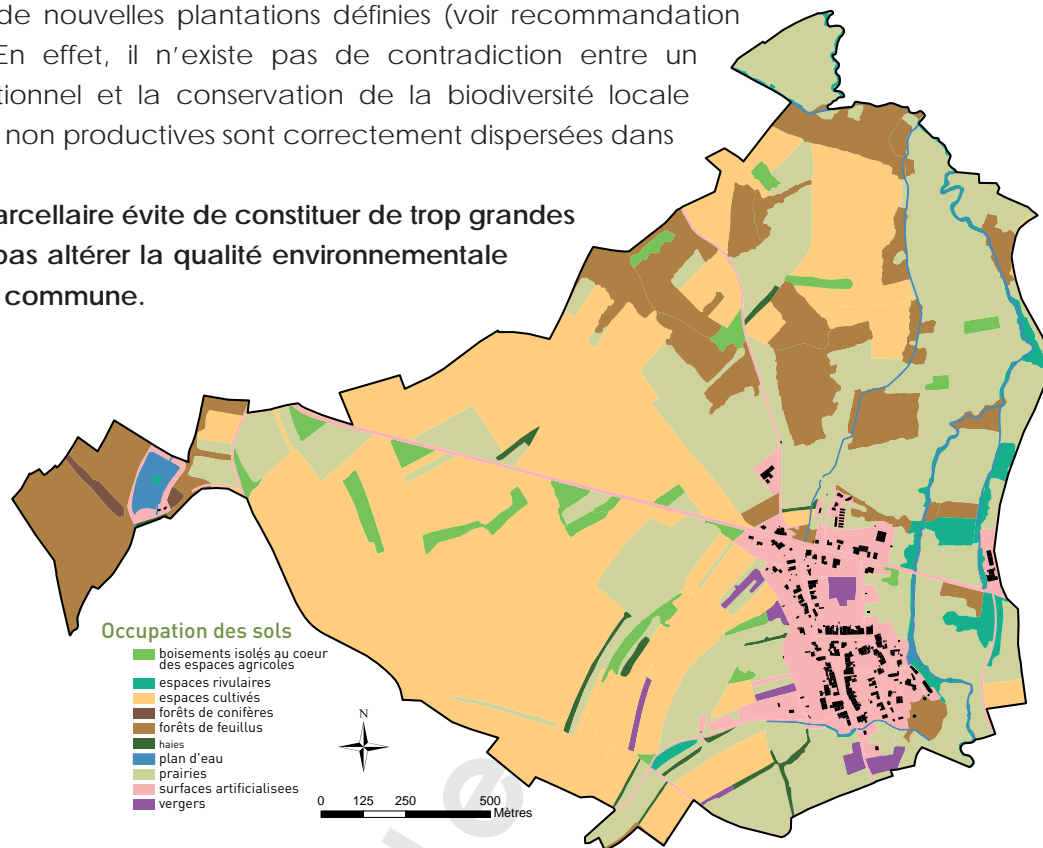 de nouvelles plantations définies (voir recommandation
En effet, il n'existe pas de contradiction entre un
tionnel et la conservation de la biodiversité locale
non productives sont correctement dispersées dans
arcellaire évite de constituer de trop grandes
pas altérer la qualité environnementale
commune.
Occupation des sols
boisements isolés au coeur
des espaces agricoles
espaces rivulaires
espaces cultivés
forêts de conifères
forêts de feuillus
haies
plan d'eau
prairies
surfaces artificialisees
vergers
N
0 125 250 500
Mètres